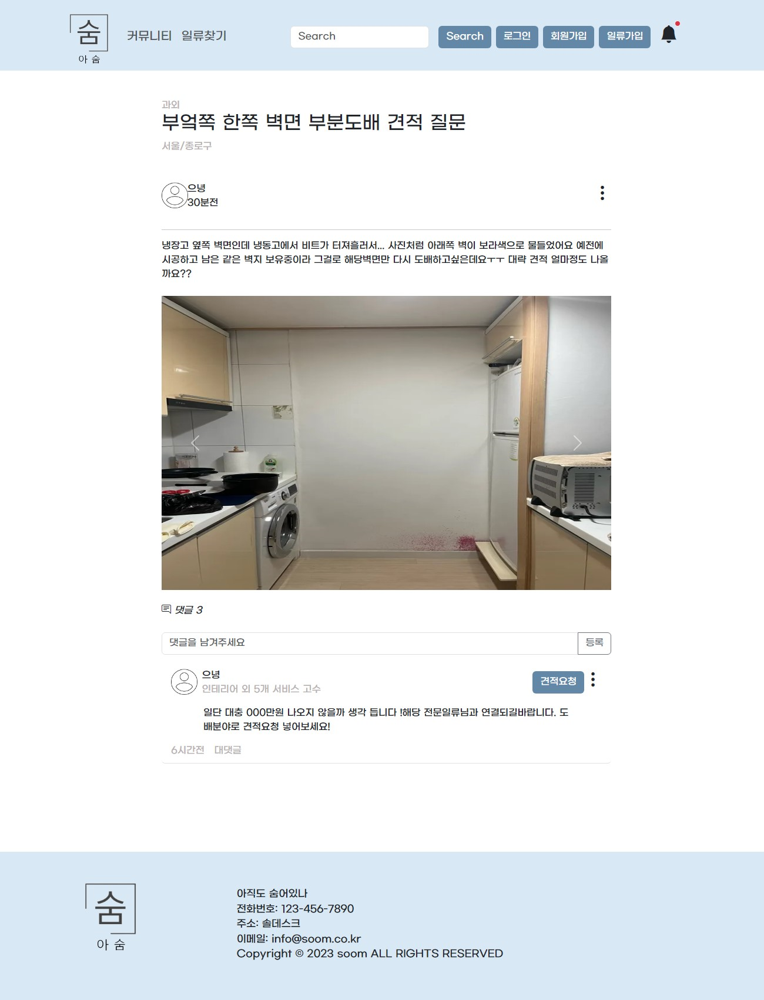 숨
아 숨
커뮤니티 일류찾기
Search
Search
로그인
회원가입
일류가입
과외
부엌쪽 한쪽 벽면 부분도배 견적 질문
서울/종로구
으녕
30분전
냉장고 옆쪽 벽면인데 냉동고에서 비트가 터져흘러서... 사진처럼 아래쪽 벽이 보라색으로 물들었어요 예전에
시공하고 남은 같은 벽지 보유중이라 그걸로 해당벽면만 다시 도배하고싶은데요ㅜㅜ 대략 견적 얼마정도 나올
까요??
댓글 3
댓글을 남겨주세요
등록
으녕
인테리어 외 5개 서비스 고수
견적요청
일단 대충 000만원 나오지 않을까 생각 듭니다 !해당 전문일류님과 연결되길바랍니다. 도
배분야로 견적요청 넣어보세요!
6시간전 대댓글
숨
아 숨
아직도 숨어있나
전화번호: 123-456-7890
주소: 솔데스크
이메일: info@soom.co.kr
Copyright © 2023 soom ALL RIGHTS RESERVED